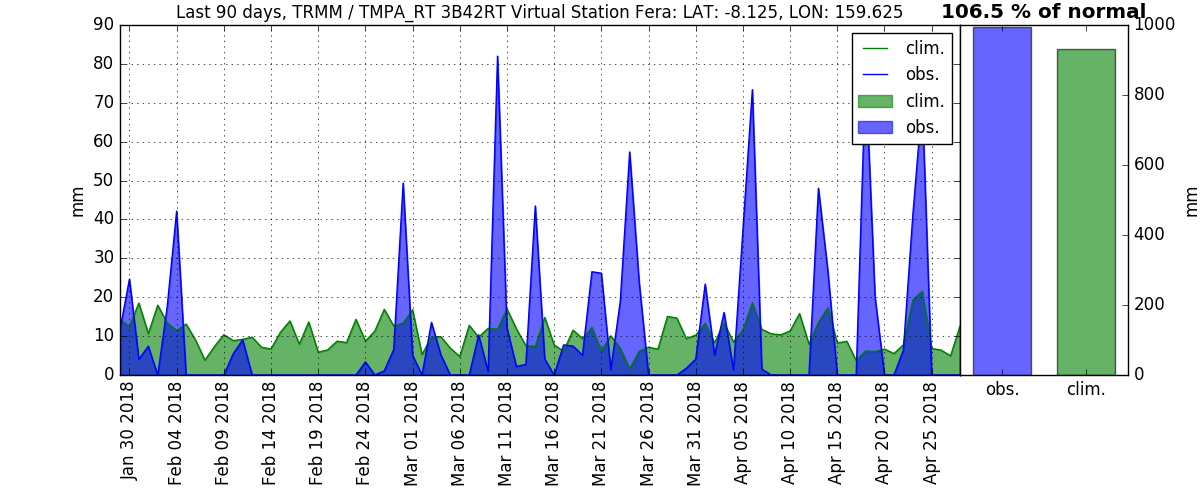 Last 90 days, TRMM / TMPA_RT 3B42RT Virtual Station Fera: LAT: -8.125, LON: 159.625
106.5 % of normal
90
80
70
60
50
40
30
20
10
0
mm
clim.
obs.
clim.
obs.
1000
800
600
400
200
0
mm
obs.
clim.
Jan 30 2018
Feb 04 2018
Feb 09 2018
Feb 14 2018
Feb 19 2018
Feb 24 2018
Mar 01 2018
Mar 06 2018
Mar 11 2018
Mar 16 2018
Mar 21 2018
Mar 26 2018
Mar 31 2018
Apr 05 2018
Apr 10 2018
Apr 15 2018
Apr 20 2018
Apr 25 2018